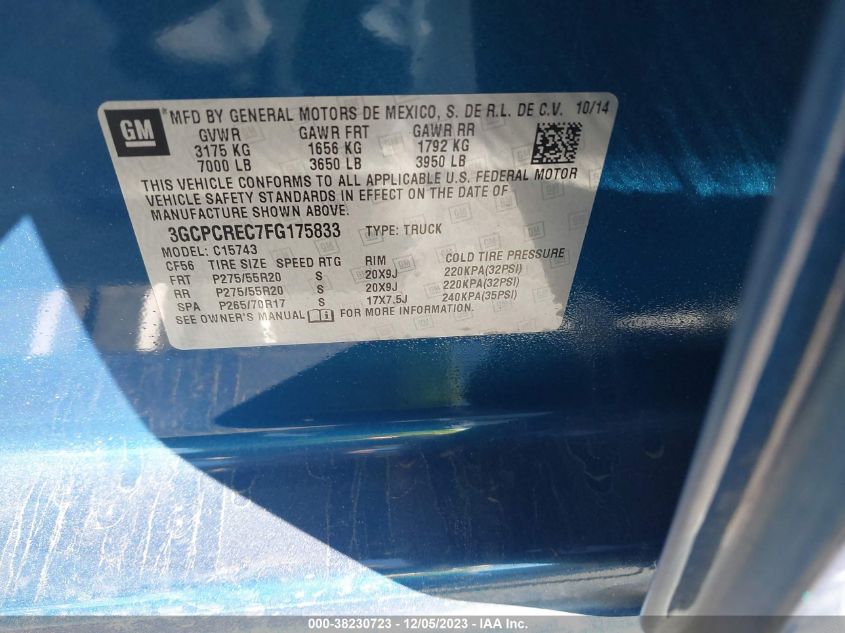 GM
MFD BY GENERAL MOTORS DE MEXICO, S. DE R.L. DE C.V. 10/14
GVWR GAWR FRT GAWR RR
3175 KG 1656 KG 1792 KG
7000 LB 3650 LB 3950 LB
THIS VEHICLE CONFORMS TO ALL APPLICABLE U.S. FEDERAL MOTOR
VEHICLE SAFETY STANDARDS IN EFFECT ON THE DATE OF
MANUFACTURE SHOWN ABOVE.
3GCPCREC7FG175833 TYPE: TRUCK
MODEL: C15743
CF56 TIRE SIZE SPEED RTG RIM COLD TIRE PRESSURE
FRT P275/55R20 S 20X9J 220KPA(32PSI)
RR P275/55R20 S 20X9J 220KPA(32PSI)
SPA P265/70R17 S 17X7.5J 240KPA(35PSI)
SEE OWNER'S MANUAL FOR MORE INFORMATION.
000-38230723 - 12/05/2023 - IAA Inc.